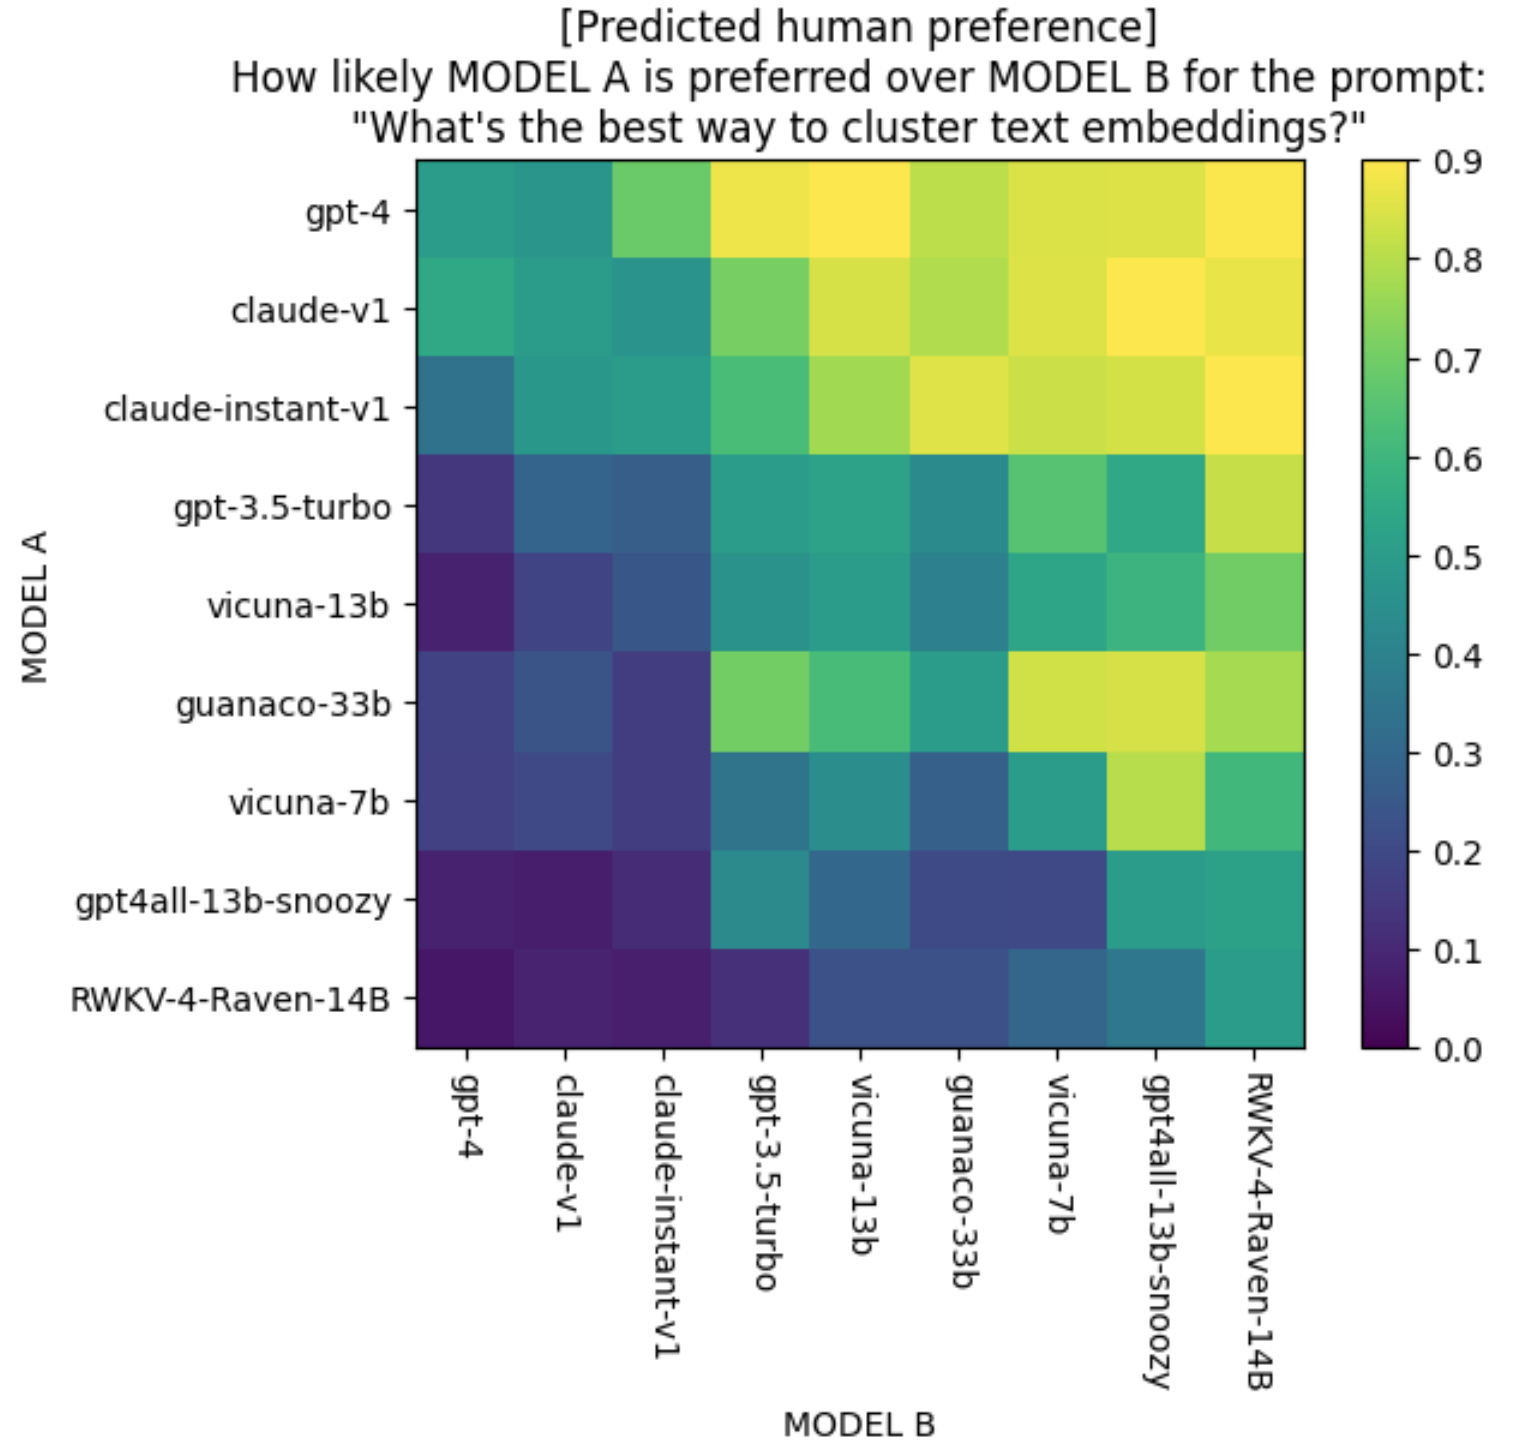 [Predicted human preference]
How likely MODEL A is preferred over MODEL B for the prompt:
"What's the best way to cluster text embeddings?"
MODEL A
gpt-4
claude-v1
claude-instant-v1
gpt-3.5-turbo
vicuna-13b
guanaco-33b
vicuna-7b
gpt4all-13b-snoozy
RWKV-4-Raven-14B
gpt-4
claude-v1
claude-instant-v1
gpt-3.5-turbo
vicuna-13b
guanaco-33b
vicuna-7b
gpt4all-13b-snoozy
RWKV-4-Raven-14B
MODEL B
0.9
0.8
0.7
0.6
0.5
0.4
0.3
0.2
0.1
0.0